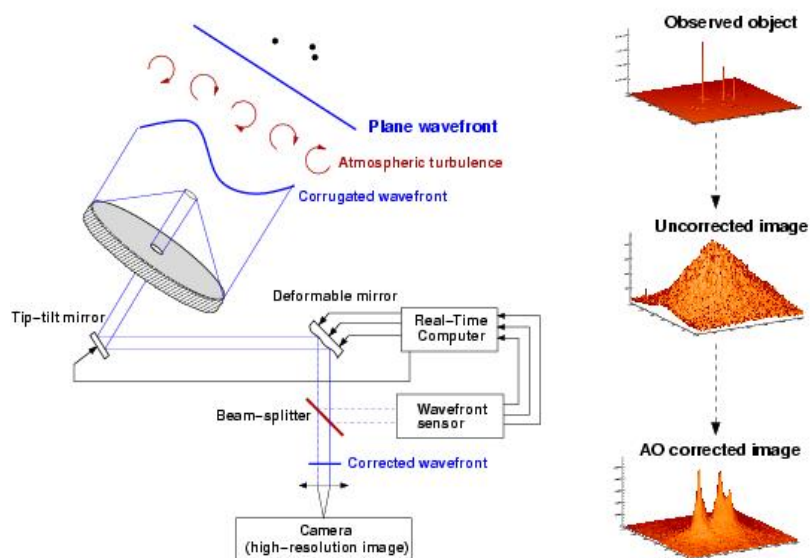 Observed object
Plane wavefront
Atmospheric turbulence
Corrugated wavefront
Uncorrected image
Deformable mirror
Tip-tilt mirror
Real-Time
Computer
Beam-splitter
Wavefront
sensor
Corrected wavefront
AO corrected image
Camera
(high-resolution image)